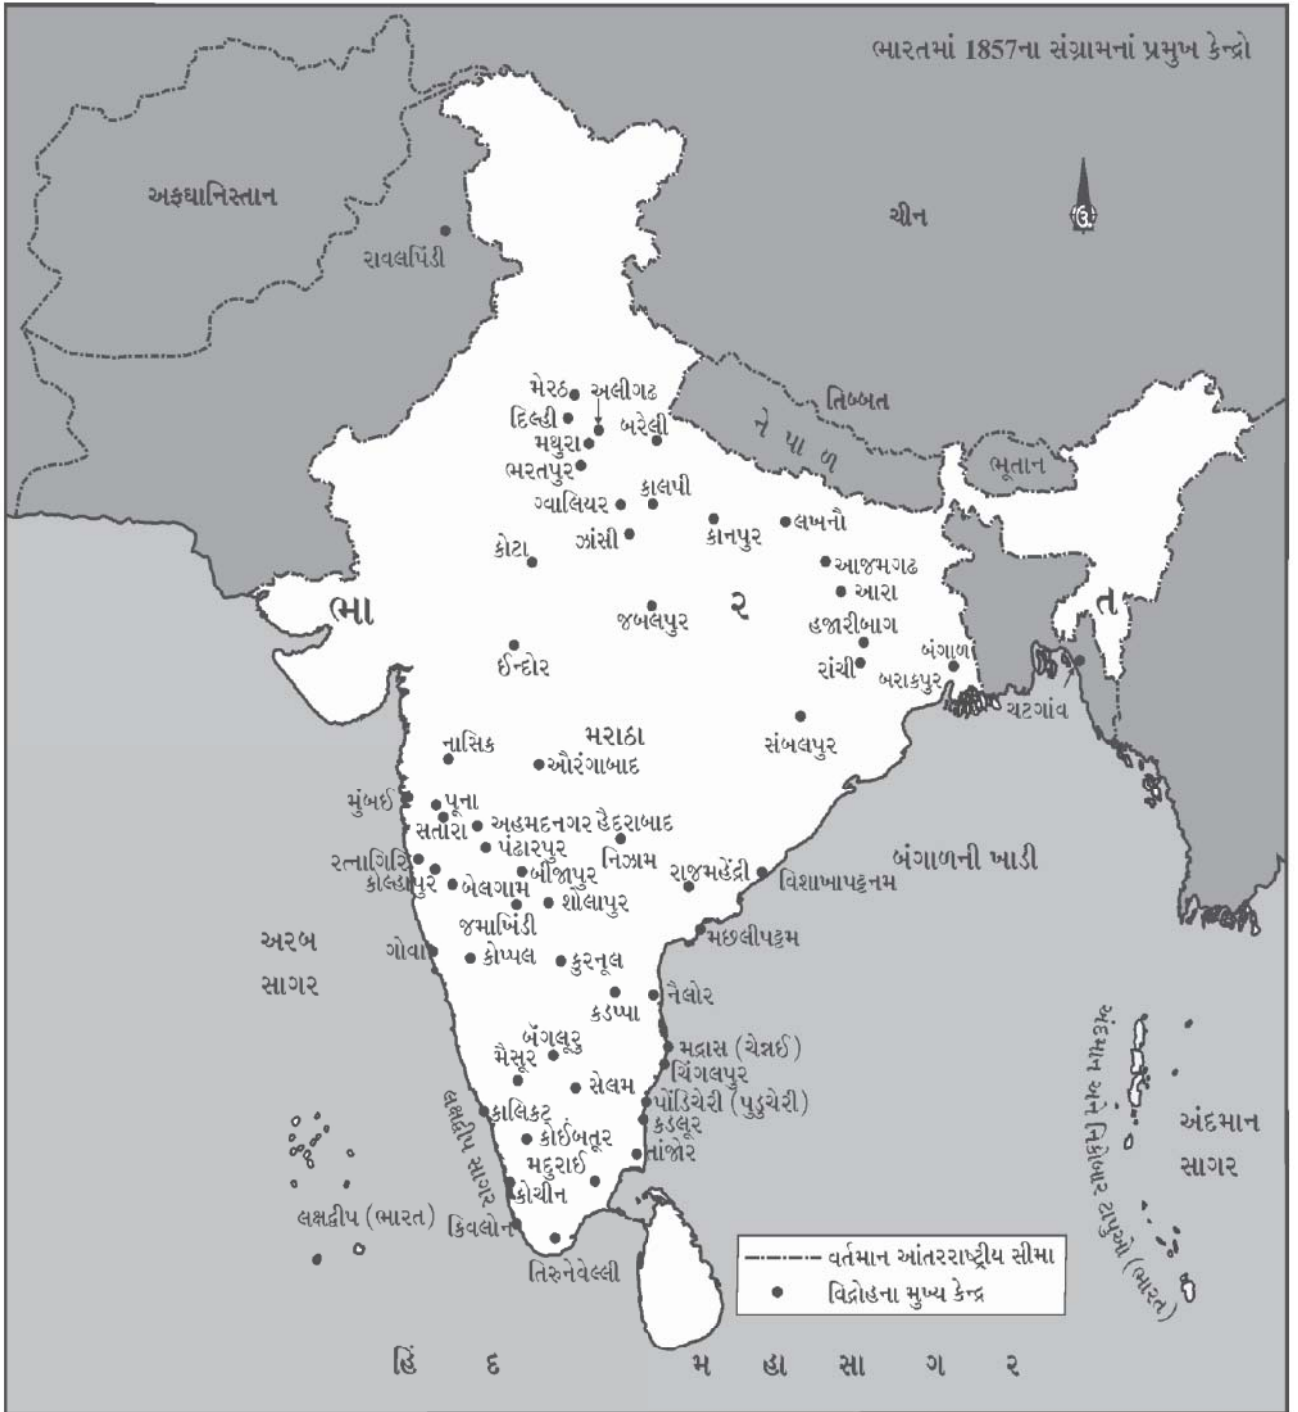 ભારતમાં 1857ના સંગ્રામનાં પ્રમુખ કેન્દ્રો
અફઘાનિસ્તાન
ચીન
ઉ.
રાવલપિંડી
મેરઠ
અલીગઢ
તિબ્બત
દિલ્હી
બરેલી
ને પા ળ
મથુરા
ભૂતાન
ભરતપુર
કાલપી
ગ્વાલિયર
લખનૌ
ઝાંસી
કાનપુર
કોટા
આજમગઢ
આરા
ભા
ર
ત
જબલપુર
હજારીબાગ
ઈન્દોર
રાંચી
બંગાળ
બરાકપુર
ચટગાંવ
મરાઠા
સંબલપુર
નાસિક
ઔરંગાબાદ
મુંબઈ
પૂના
સતારા
અહમદનગર
હૈદરાબાદ
પંઢારપુર
નિઝામ
રત્નાગિરિ
બીજાપુર
રાજમહેંદ્રી
બંગાળની ખાડી
કોલ્હાપુર
બેલગામ
વિશાખાપટ્ટનમ
શોલાપુર
જમાખિંડી
મછલીપટ્ટમ
અરબ
સાગર
ગોવા
કોપ્પલ
કુરનૂલ
કડપ્પા
નૈલોર
બૅંગલૂરુ
મદ્રાસ (ચેન્નઈ)
મૈસૂર
ચિંગલપુર
સેલમ
પોંડિચેરી (પુડુચેરી)
કાલિકટ
કડલૂર
અંદમાન
સાગર
કોઈમ્બતૂર
તાંજોર
મદુરાઈ
લક્ષદ્વીપ સાગર
કોચીન
અંદમાન અને નિકોબાર ટાપુઓ (ભારત)
લક્ષદ્વીપ (ભારત)
કિવલોન
તિરુનેવેલ્લી
વર્તમાન આંતરરાષ્ટ્રીય સીમા
વિદ્રોહના મુખ્ય કેન્દ્ર
હિં દ મ હા સા ગ ર